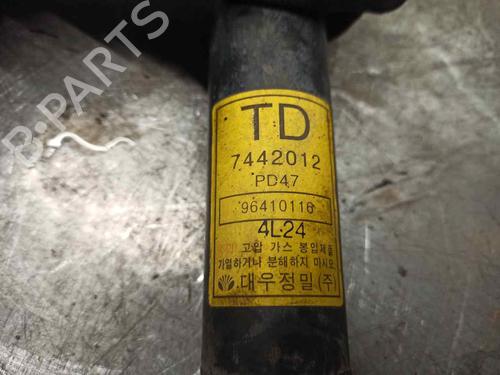 B-PARTS
TD
7442012
PD47
96410116
4L24
고압 가스 봉입제품
가열하거나 분해하지 마시오
대우정밀(주)